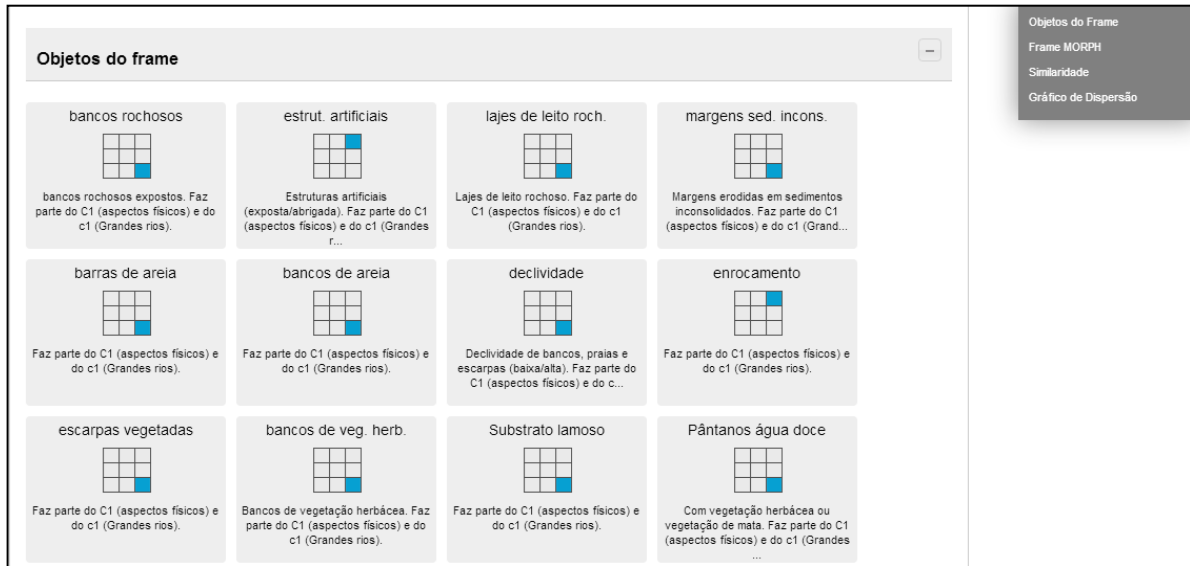 Objetos do frame
–
bancos rochosos
bancos rochosos expostos. Faz
parte do C1 (aspectos físicos) e do
c1 (Grandes rios).
estrut. artificiais
Estruturas artificiais
(exposta/abrigada). Faz parte do C1
(aspectos físicos) e do c1 (Grandes
r...
lajes de leito roch.
Lajes de leito rochoso. Faz parte do
C1 (aspectos físicos) e do c1
(Grandes rios).
margens sed. incons.
Margens erodidas em sedimentos
inconsolidados. Faz parte do C1
(aspectos físicos) e do c1 (Grand...
barras de areia
Faz parte do C1 (aspectos físicos) e
do c1 (Grandes rios).
bancos de areia
Faz parte do C1 (aspectos físicos) e
do c1 (Grandes rios).
declividade
Declividade de bancos, praias e
escarpas (baixa/alta). Faz parte do
C1 (aspectos físicos) e do c...
enrocamento
Faz parte do C1 (aspectos físicos) e
do c1 (Grandes rios).
escarpas vegetadas
Faz parte do C1 (aspectos físicos) e
do c1 (Grandes rios).
bancos de veg. herb.
Bancos de vegetação herbácea. Faz
parte do C1 (aspectos físicos) e do
c1 (Grandes rios).
Substrato lamoso
Faz parte do C1 (aspectos físicos) e
do c1 (Grandes rios).
Pântanos água doce
Com vegetação herbácea ou
vegetação de mata. Faz parte do C1
(aspectos físicos) e do c1 (Grandes
...
Objetos do Frame
Frame MORPH
Similaridade
Gráfico de Dispersão